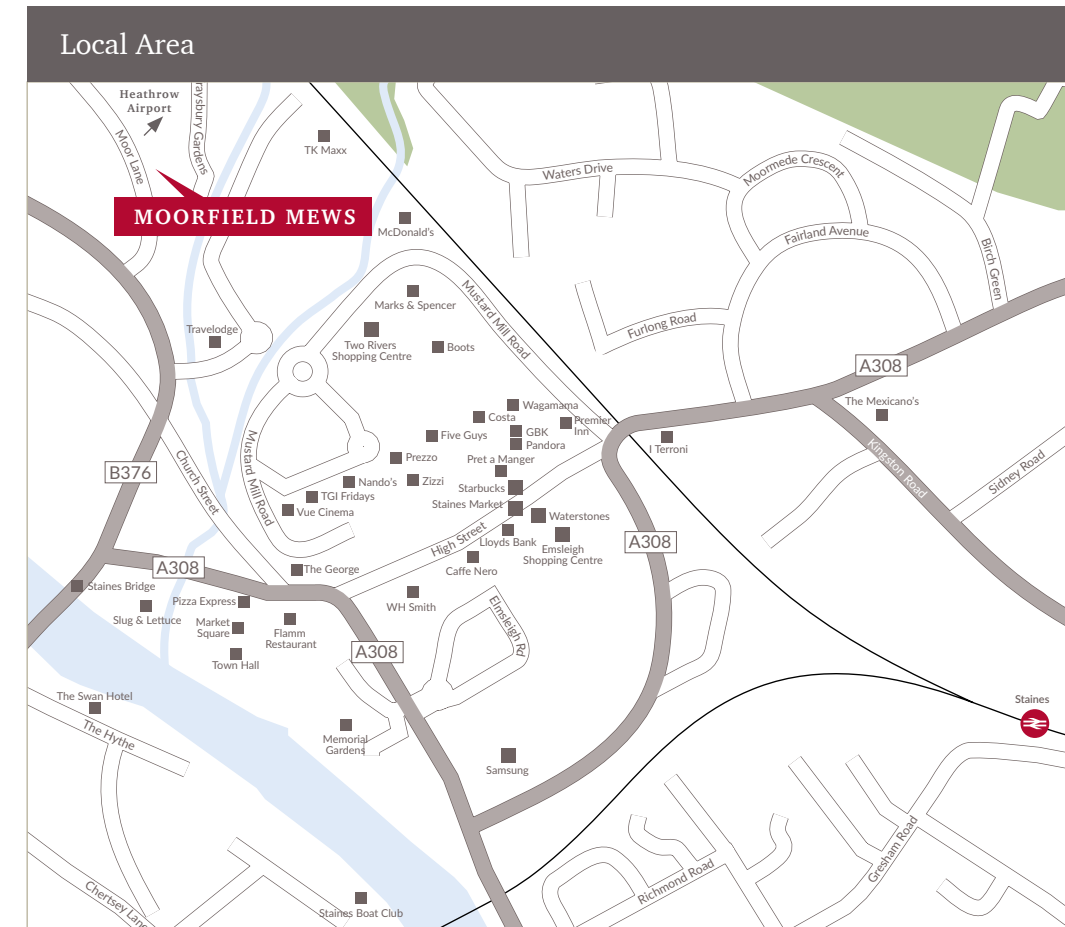 Local Area
Heathrow
Airport
Moor Lane
raysbury Gardens
TK Maxx
Waters Drive
Moormede Crescent
MOORFIELD MEWS
McDonald's
Fairland Avenue
Birch Green
Marks & Spencer
Mustard Mill Road
Travelodge
Two Rivers
Shopping Centre
Boots
Furlong Road
A308
The Mexicano's
Wagamama
Costa
Premier
Inn
GBK
Five Guys
Pandora
I Terroni
Prezzo
Pret a Manger
Kingston Road
Sidney Road
B376
Church Street
Mustard Mill Road
Nando's
Zizzi
Starbucks
TGI Fridays
Staines Market
Vue Cinema
Waterstones
High Street
Lloyds Bank
Emsleigh
Shopping Centre
A308
A308
The George
Caffe Nero
Staines Bridge
Pizza Express
WH Smith
Slug & Lettuce
Market
Square
Flamm
Restaurant
Elmsleigh Rd
A308
Town Hall
The Swan Hotel
Staines
The Hythe
Memorial
Gardens
Samsung
Gresham Road
Richmond Road
Chertsey Lane
Staines Boat Club